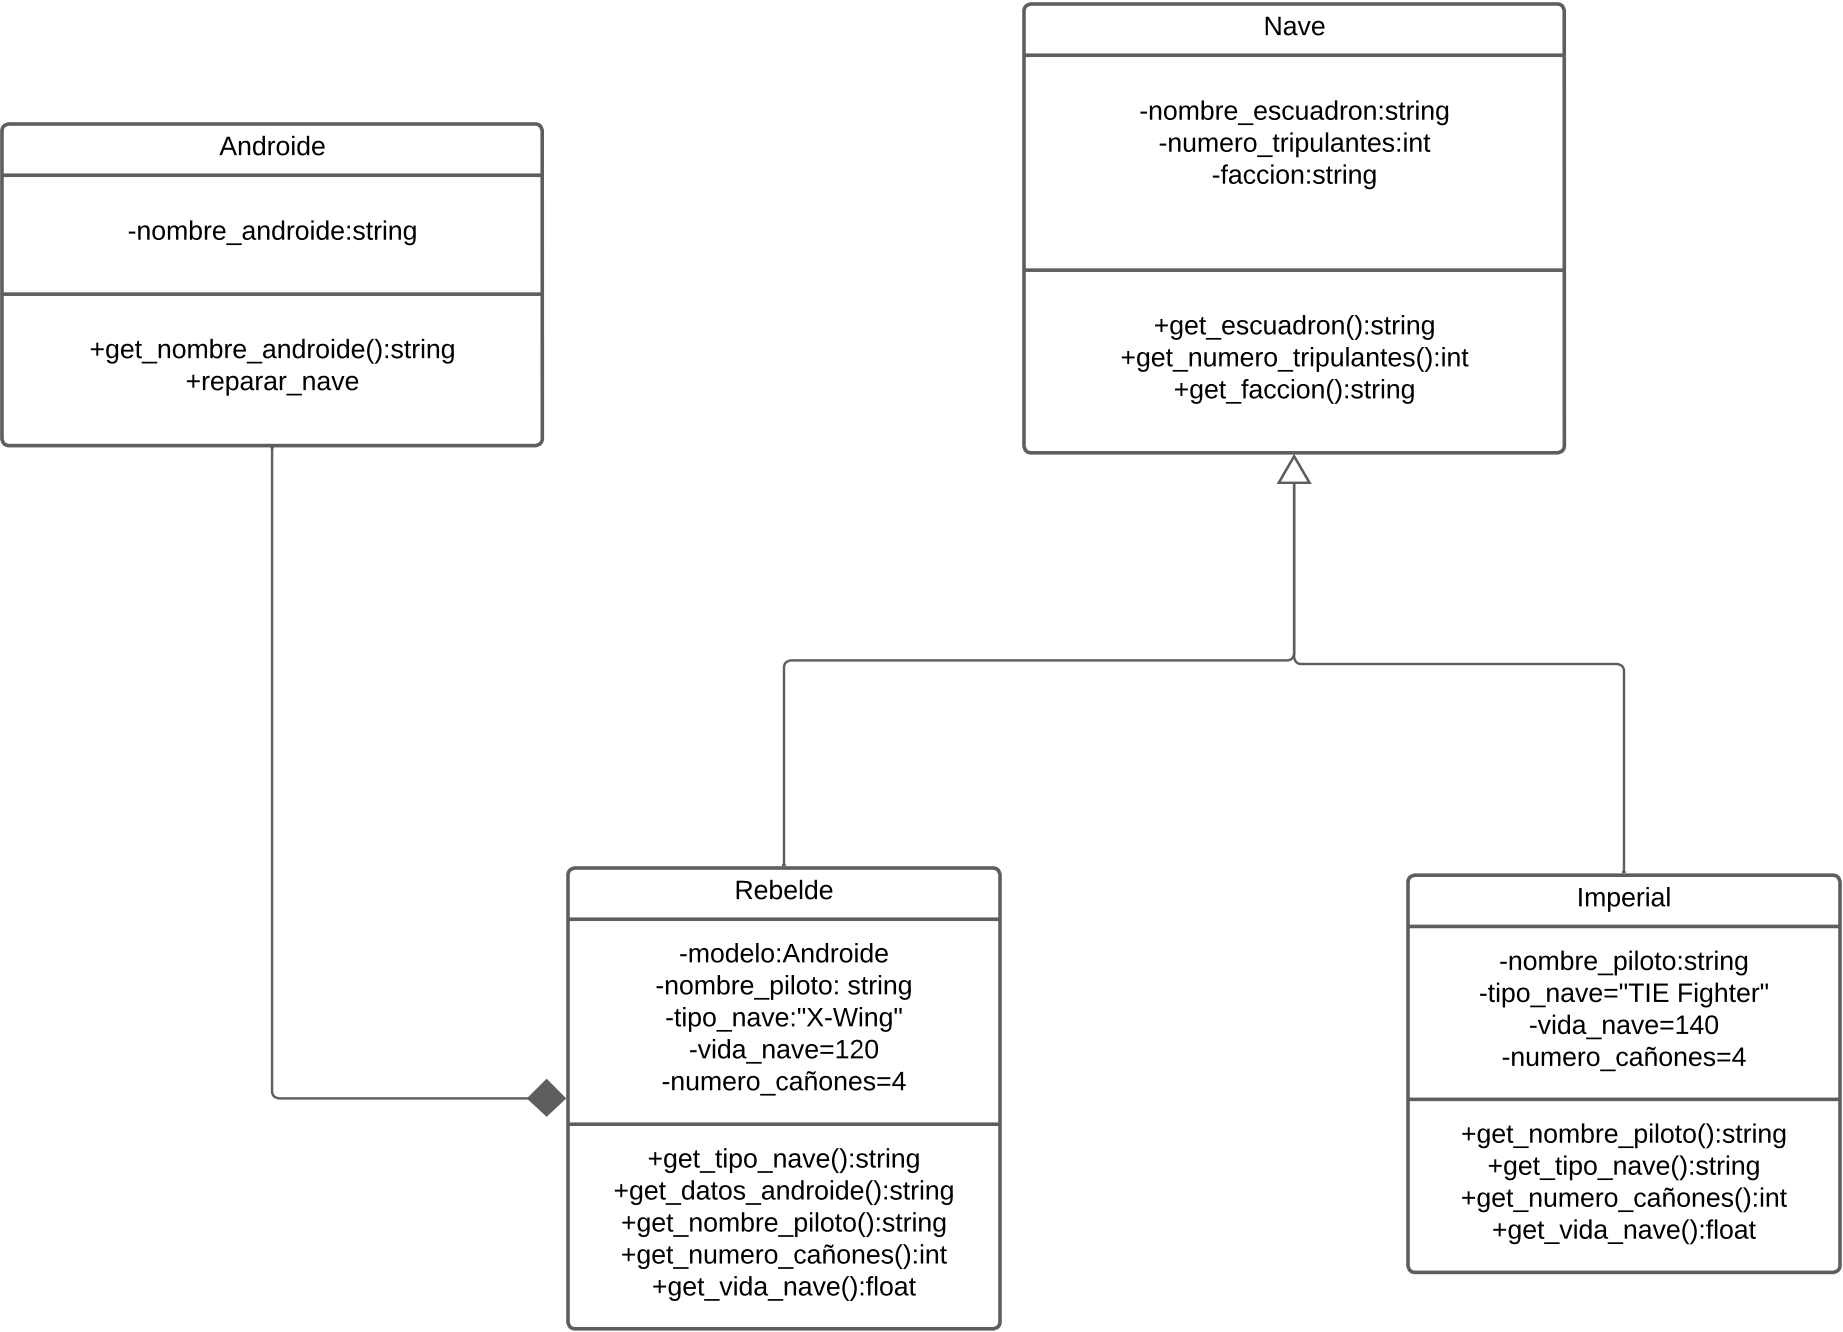 Nave
-nombre_escuadron:string
-numero_tripulantes:int
-faccion:string
+get_escuadron():string
+get_numero_tripulantes():int
+get_faccion():string
Androide
-nombre_androide:string
+get_nombre_androide():string
+reparar_nave
Rebelde
-modelo:Androide
-nombre_piloto: string
-tipo_nave:"X-Wing"
-vida_nave=120
-numero_cañones=4
+get_tipo_nave():string
+get_datos_androide():string
+get_nombre_piloto():string
+get_numero_cañones():int
+get_vida_nave():float
Imperial
-nombre_piloto:string
-tipo_nave="TIE Fighter"
-vida_nave=140
-numero_cañones=4
+get_nombre_piloto():string
+get_tipo_nave():string
+get_numero_cañones():int
+get_vida_nave():float